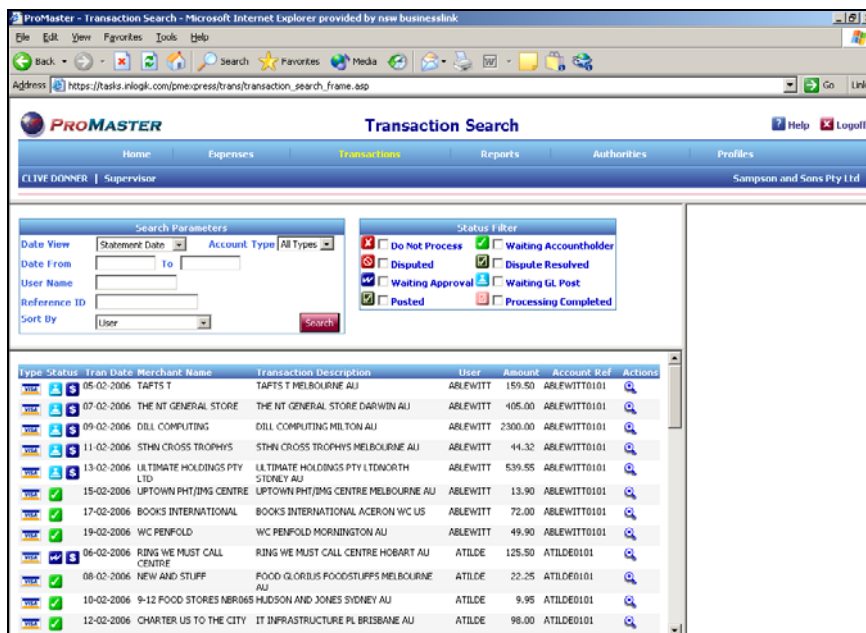 ProMaster - Transaction Search - Microsoft Internet Explorer provided by nsw businesslink
File Edit View Favorites Tools Help
Back Search Favorites Media
Address https://tasks.inlogik.com/pmexpress/trans/transaction_search_frame.asp Go Link
PROMASTER Transaction Search Help Logoff
Home Expenses Transactions Reports Authorities Profiles
CLIVE DONNER | Supervisor Sampson and Sons Pty Ltd
Search Parameters Status Filter
Date View Statement Date Account Type All Types Do Not Process Waiting Accountholder
Date From To Disputed Dispute Resolved
User Name Waiting Approval Waiting GL Post
Reference ID Posted Processing Completed
Sort By User Search
Type Status Tran Date Merchant Name Transaction Description User Amount Account Ref Actions
VISA $ 05-02-2006 TAFTS T TAFTS T MELBOURNE AU ABLEWITT 159.50 ABLEWITT0101
VISA $ 07-02-2006 THE NT GENERAL STORE THE NT GENERAL STORE DARWIN AU ABLEWITT 405.00 ABLEWITT0101
VISA $ 09-02-2006 DILL COMPUTING DILL COMPUTING MILTON AU ABLEWITT 2300.00 ABLEWITT0101
VISA $ 11-02-2006 STHN CROSS TROPHYS STHN CROSS TROPHYS MELBOURNE AU ABLEWITT 44.32 ABLEWITT0101
VISA $ 13-02-2006 ULTIMATE HOLDINGS PTY ULTIMATE HOLDINGS PTY LTDNORTH ABLEWITT 539.55 ABLEWITT0101
LTD STDNEY AU
VISA 15-02-2006 UPTOWN PHT/IMG CENTRE UPTOWN PHT/IMG CENTRE MELBOURNE AU ABLEWITT 13.90 ABLEWITT0101
VISA 17-02-2006 BOOKS INTERNATIONAL BOOKS INTERNATIONAL ACERON WC US ABLEWITT 72.00 ABLEWITT0101
VISA 19-02-2006 WC PENFOLD WC PENFOLD MORNINGTON AU ABLEWITT 49.90 ABLEWITT0101
VISA $ 06-02-2006 RING WE MUST CALL RING WE MUST CALL CENTRE HOBART AU ATILDE 125.50 ATILDE0101
CENTRE
VISA 08-02-2006 NEW AND STUFF FOOD GLORIUS FOODSTUFFS MELBOURNE ATILDE 22.25 ATILDE0101
AU
VISA 10-02-2006 9-12 FOOD STORES NBR065 HUDSON AND JONES SYDNEY AU ATILDE 9.95 ATILDE0101
VISA 12-02-2006 CHARTER US TO THE CITY IT INFRASTRUCTURE PL BRISBANE AU ATILDE 98.00 ATILDE0101